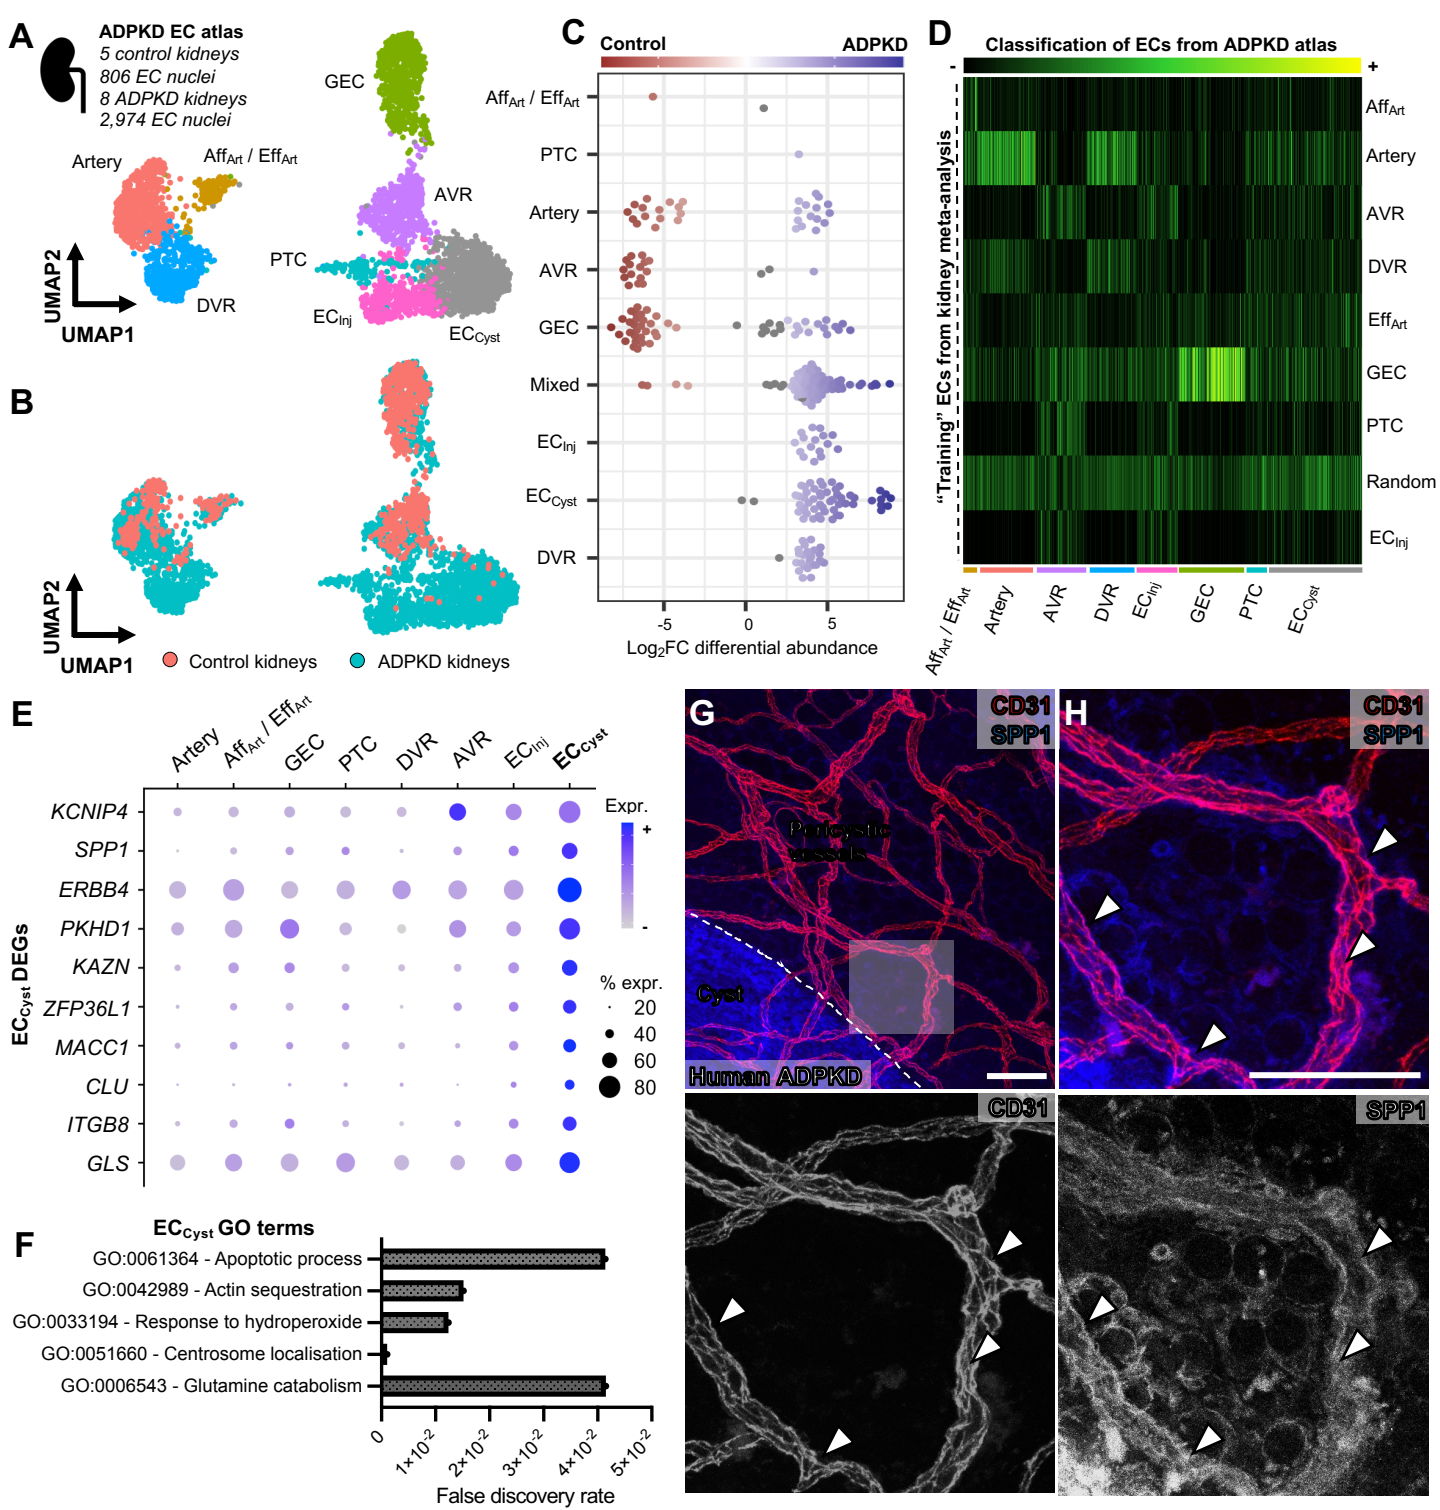 A
ADPKD EC atlas
5 control kidneys
806 EC nuclei
8 ADPKD kidneys
2,974 EC nuclei
GEC
Artery
AffArt / EffArt
AVR
PTC
DVR
ECInj
ECCyst
UMAP2
UMAP1
B
UMAP2
UMAP1
Control kidneys
ADPKD kidneys
C
Control
ADPKD
AffArt / EffArt
PTC
Artery
AVR
GEC
Mixed
ECInj
ECCyst
DVR
-5
0
5
Log2FC differential abundance
D
Classification of ECs from ADPKD atlas
-
+
“Training” ECs from kidney meta-analysis
AffArt
Artery
AVR
DVR
EffArt
GEC
PTC
Random
ECInj
AffArt / EffArt
Artery
AVR
DVR
ECInj
GEC
PTC
ECCyst
E
Artery
AffArt / EffArt
GEC
PTC
DVR
AVR
ECInj
ECCyst
ECCyst DEGs
KCNIP4
SPP1
ERBB4
PKHD1
KAZN
ZFP36L1
MACC1
CLU
ITGB8
GLS
Expr.
+
-
% expr.
20
40
60
80
F
ECCyst GO terms
GO:0061364 - Apoptotic process
GO:0042989 - Actin sequestration
GO:0033194 - Response to hydroperoxide
GO:0051660 - Centrosome localisation
GO:0006543 - Glutamine catabolism
0
1×10-2
2×10-2
3×10-2
4×10-2
5×10-2
False discovery rate
G
CD31
SPP1
Pericystic
vessels
Cyst
Human ADPKD
H
CD31
SPP1
CD31
SPP1